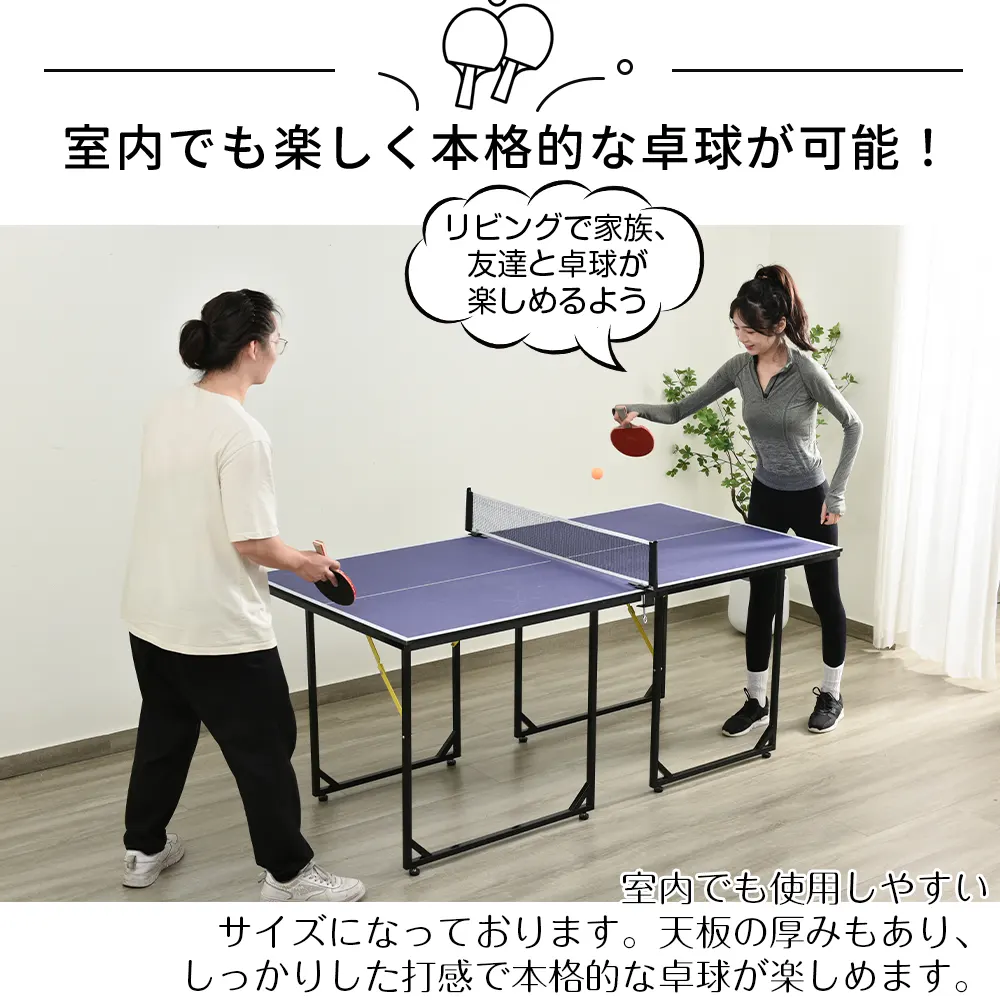 室内でも楽しく本格的な卓球が可能！
リビングで家族、
友達と卓球が
楽しめるよう
室内でも使用しやすい
サイズになっております。天板の厚みもあり、
しっかりした打感で本格的な卓球が楽しめます。